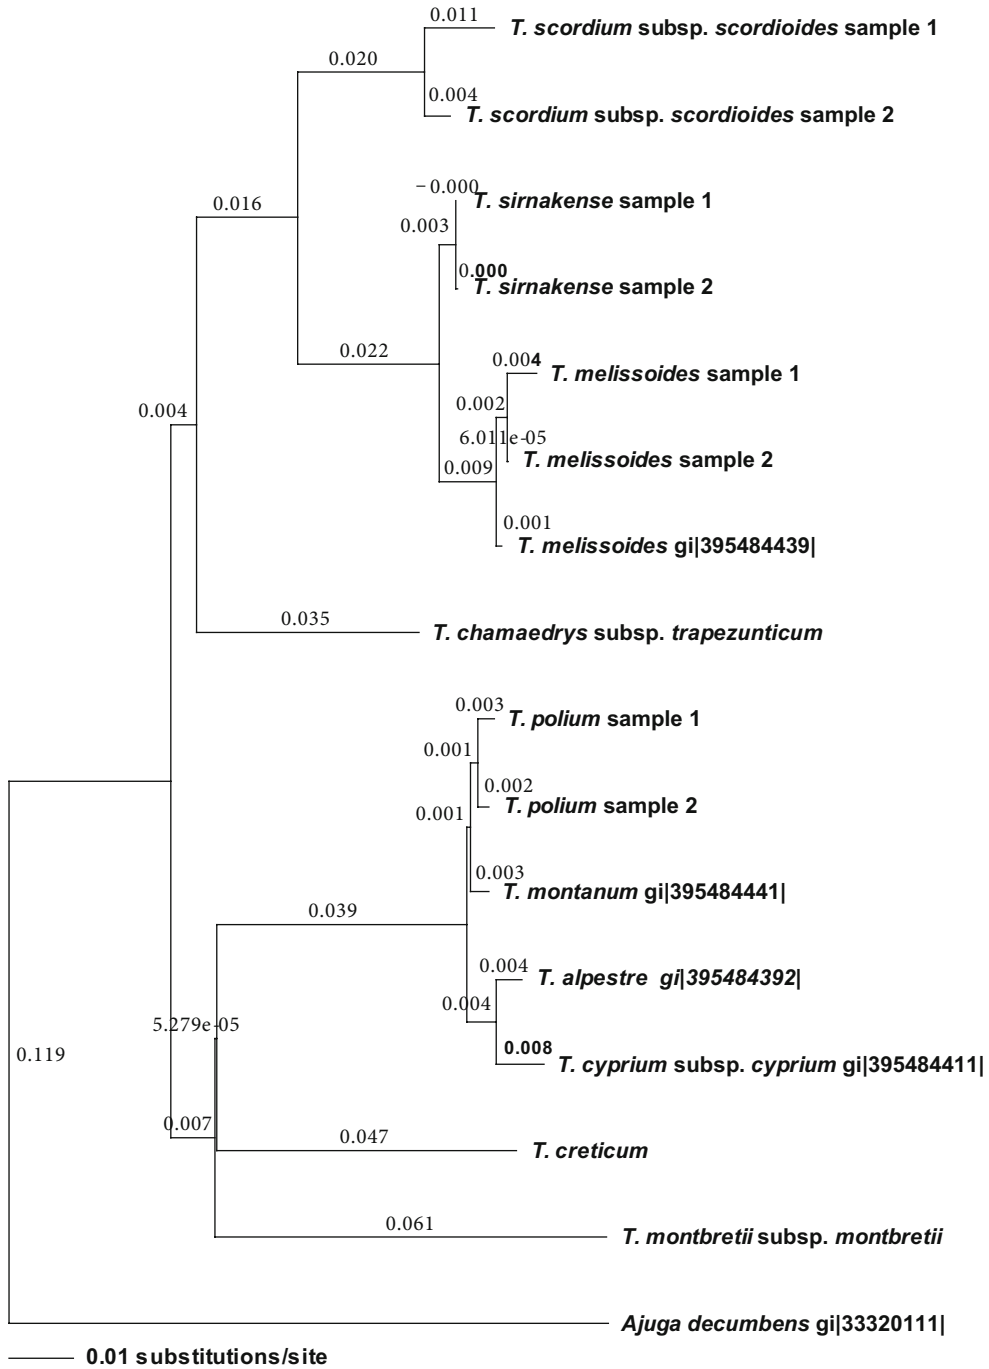 0.011
T. scordium subsp. scordioides sample 1
0.020
0.004
T. scordium subsp. scordioides sample 2
−0.000
T. sirnakense sample 1
0.016
0.003
0.000
T. sirnakense sample 2
0.022
0.004
T. melissoides sample 1
0.004
0.002
6.011e-05
T. melissoides sample 2
0.009
0.001
T. melissoides gi|395484439|
0.035
T. chamaedrys subsp. trapezunticum
0.003
T. polium sample 1
0.001
0.002
T. polium sample 2
0.001
0.003
T. montanum gi|395484441|
0.039
0.004
T. alpestre gi|395484392|
0.004
5.279e-05
0.008
0.119
T. cyprium subsp. cyprium gi|395484411|
0.007
0.047
T. creticum
0.061
T. montbretii subsp. montbretii
Ajuga decumbens gi|33320111|
0.01 substitutions/site